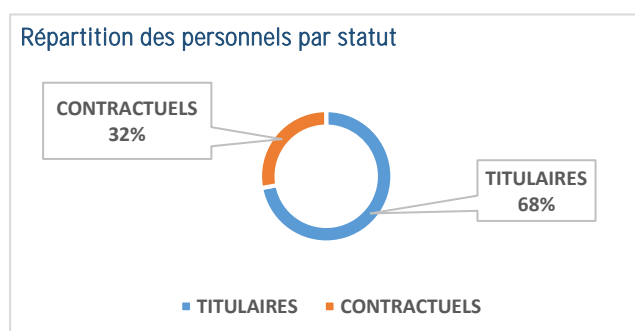 Répartition des personnels par statut
CONTRACTUELS
32%
TITULAIRES
68%
TITULAIRES
CONTRACTUELS